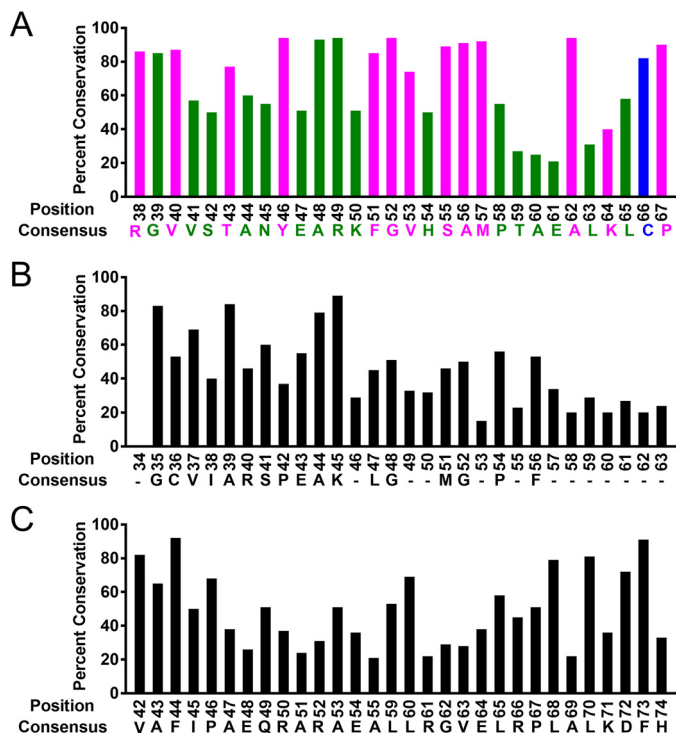 A
Percent Conservation
100
80
60
40
20
0
Position 38 39 40 41 42 43 44 45 46 47 48 49 50 51 52 53 54 55 56 57 58 59 60 61 62 63 64 65 66 67
Consensus R G V V S T A N Y E A R K F G V H S A M P T A E A L K L C P
B
Percent Conservation
100
80
60
40
20
0
Position 34 35 36 37 38 39 40 41 42 43 44 45 46 47 48 49 50 51 52 53 54 55 56 57 58 59 60 61 62 63
Consensus - G C V I A R S P E A K - L G - - M G - P - F - - - - - - -
C
Percent Conservation
100
80
60
40
20
0
Position 42 43 44 45 46 47 48 49 50 51 52 53 54 55 59 60 61 62 63 64 65 66 67 68 69 70 71 72 73 74
Consensus V A F I P A E Q R A R A E A L L R G V E L R P L A L K D F H